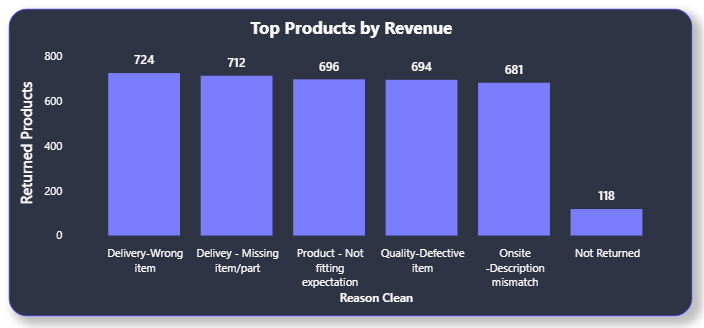 Top Products by Revenue
Returned Products
800
600
400
200
0
724
712
696
694
681
118
Delivery-Wrong
item
Delivey - Missing
item/part
Product - Not
fitting
expectation
Quality-Defective
item
Onsite
-Description
mismatch
Not Returned
Reason Clean